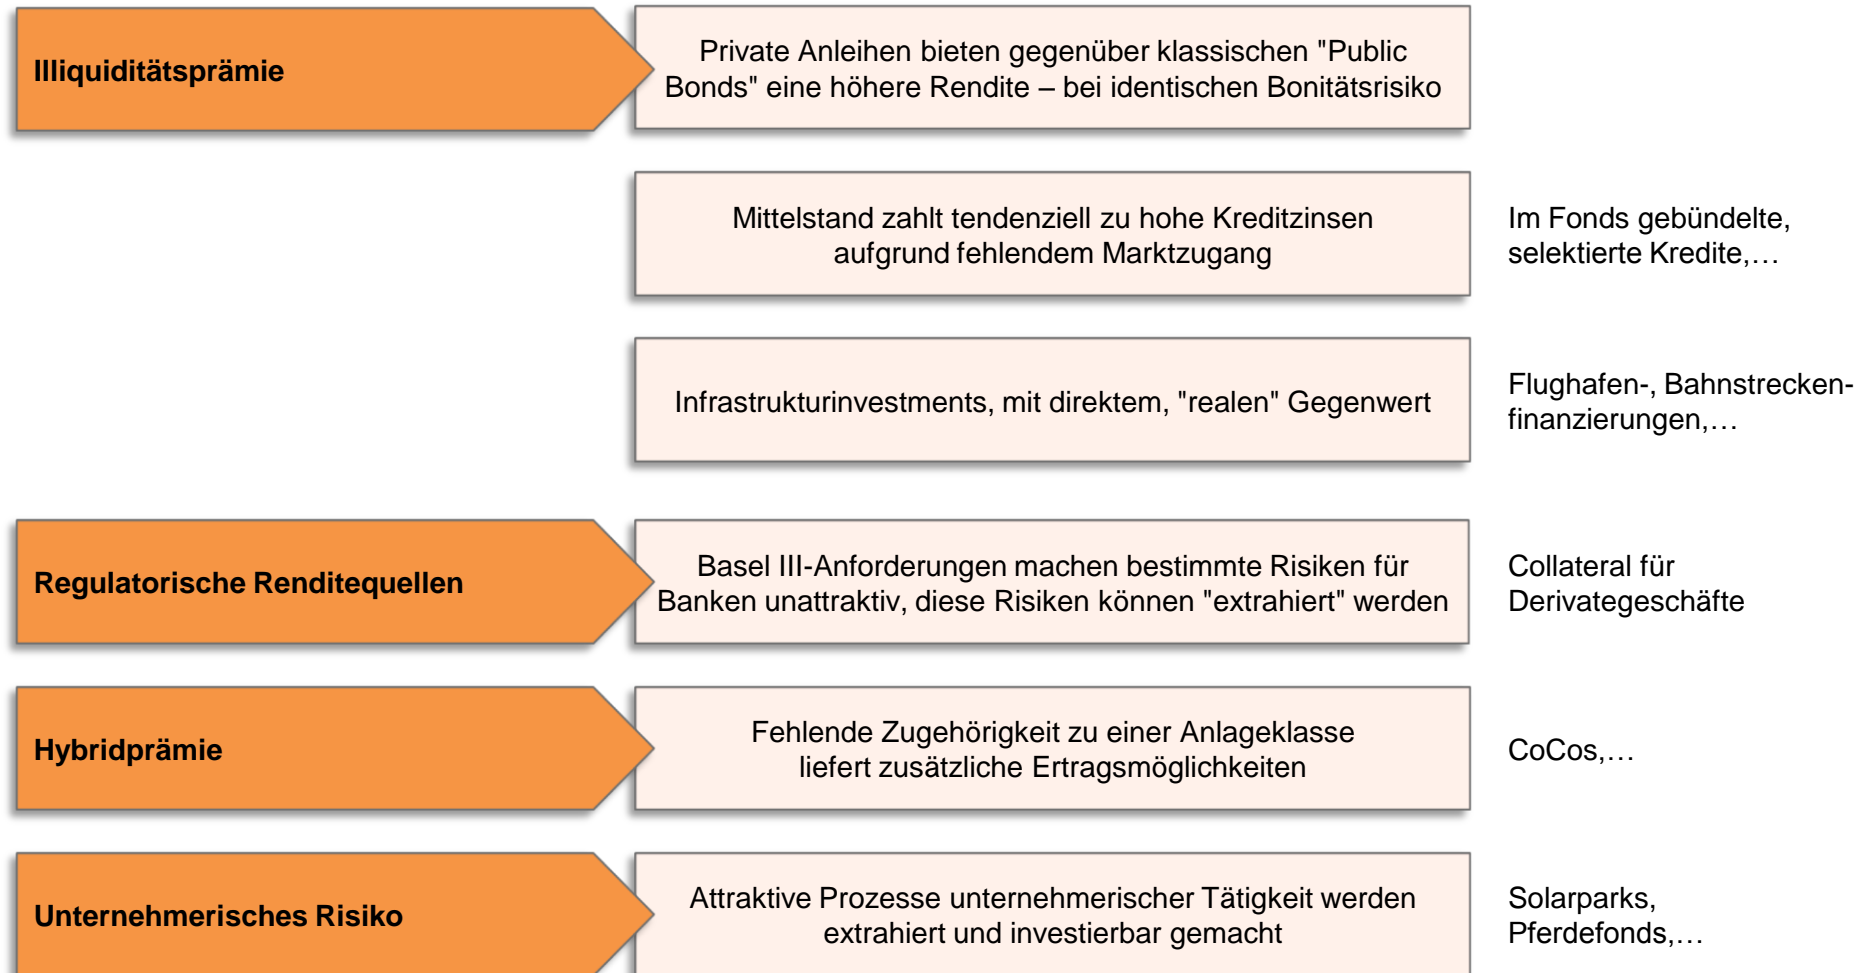 Illiquiditätsprämie
Private Anleihen bieten gegenüber klassischen "Public
Bonds" eine höhere Rendite – bei identischen Bonitätsrisiko
Mittelstand zahlt tendenziell zu hohe Kreditzinsen
aufgrund fehlendem Marktzugang
Im Fonds gebündelte,
selektierte Kredite,…
Infrastrukturinvestments, mit direktem, "realen" Gegenwert
Flughafen-, Bahnstrecken-
finanzierungen,…
Regulatorische Renditequellen
Basel III-Anforderungen machen bestimmte Risiken für
Banken unattraktiv, diese Risiken können "extrahiert" werden
Collateral für
Derivategeschäfte
Hybridprämie
Fehlende Zugehörigkeit zu einer Anlageklasse
liefert zusätzliche Ertragsmöglichkeiten
CoCos,…
Unternehmerisches Risiko
Attraktive Prozesse unternehmerischer Tätigkeit werden
extrahiert und investierbar gemacht
Solarparks,
Pferdefonds,…